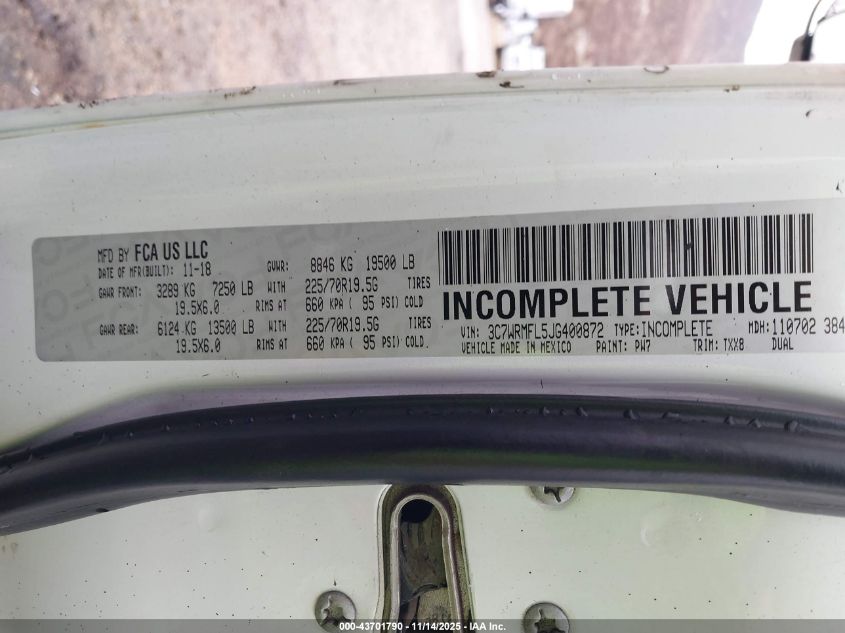 MFD BY FCA US LLC
DATE OF MFR(BUILT): 11-18 GVWR: 8846 KG 19500 LB
GAWR FRONT: 3289 KG 7250 LB WITH 225/70R19.5G TIRES
19.5X6.0 RIMS AT 660 KPA ( 95 PSI) COLD
GAWR REAR: 6124 KG 13500 LB WITH 225/70R19.5G TIRES
19.5X6.0 RIMS AT 660 KPA ( 95 PSI) COLD.
INCOMPLETE VEHICLE
VIN: 3C7WRMFL5JG400872 TYPE: INCOMPLETE MDH: 110702 384
VEHICLE MADE IN MEXICO PAINT: PW7 TRIM: TXX8 DUAL
000-43701790 - 11/14/2025 - IAA Inc.